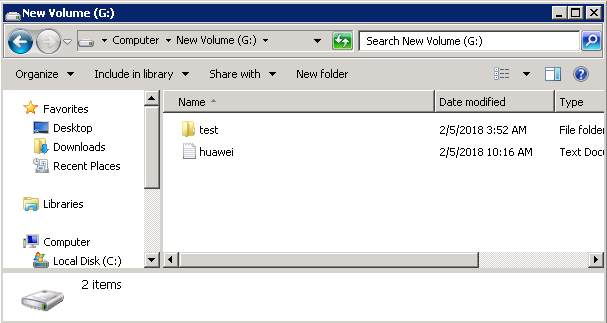 New Volume (G:)
Computer New Volume (G:) Search New Volume (G:)
Organize Include in library Share with New folder
Name Date modified Type
test 2/5/2018 3:52 AM File folder
huawei 2/5/2018 10:16 AM Text Docu
Favorites
Desktop
Downloads
Recent Places
Libraries
Computer
Local Disk (C:)
2 items